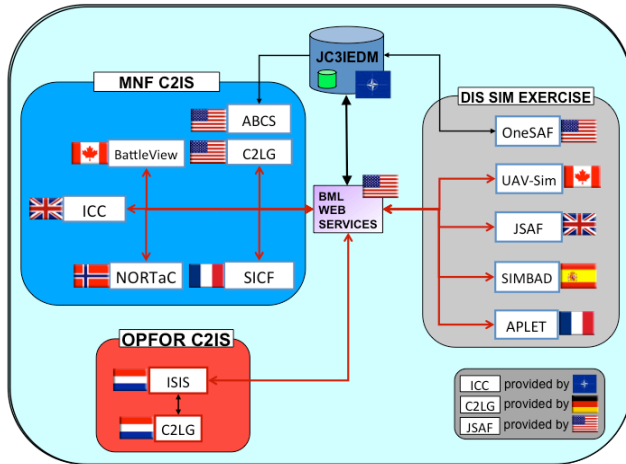 JC3IEDM
MNF C2IS
ABCS
BattleView
C2LG
ICC
NORTaC
SICF
BML
WEB
SERVICES
DIS SIM EXERCISE
OneSAF
UAV-Sim
JSAF
SIMBAD
APLET
OPFOR C2IS
ISIS
C2LG
ICC provided by
C2LG provided by
JSAF provided by